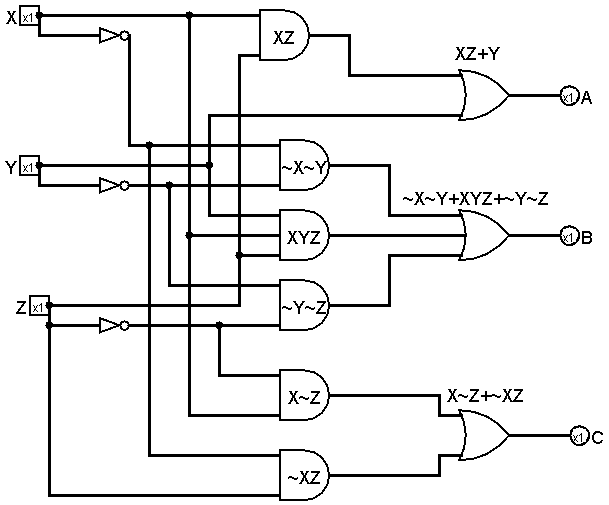 X x1
XZ
XZ+Y
x1 A
Y x1
~X~Y
~X~Y+XYZ+~Y~Z
XYZ
x1 B
Z x1
~Y~Z
X~Z
X~Z+~XZ
x1 C
~XZ